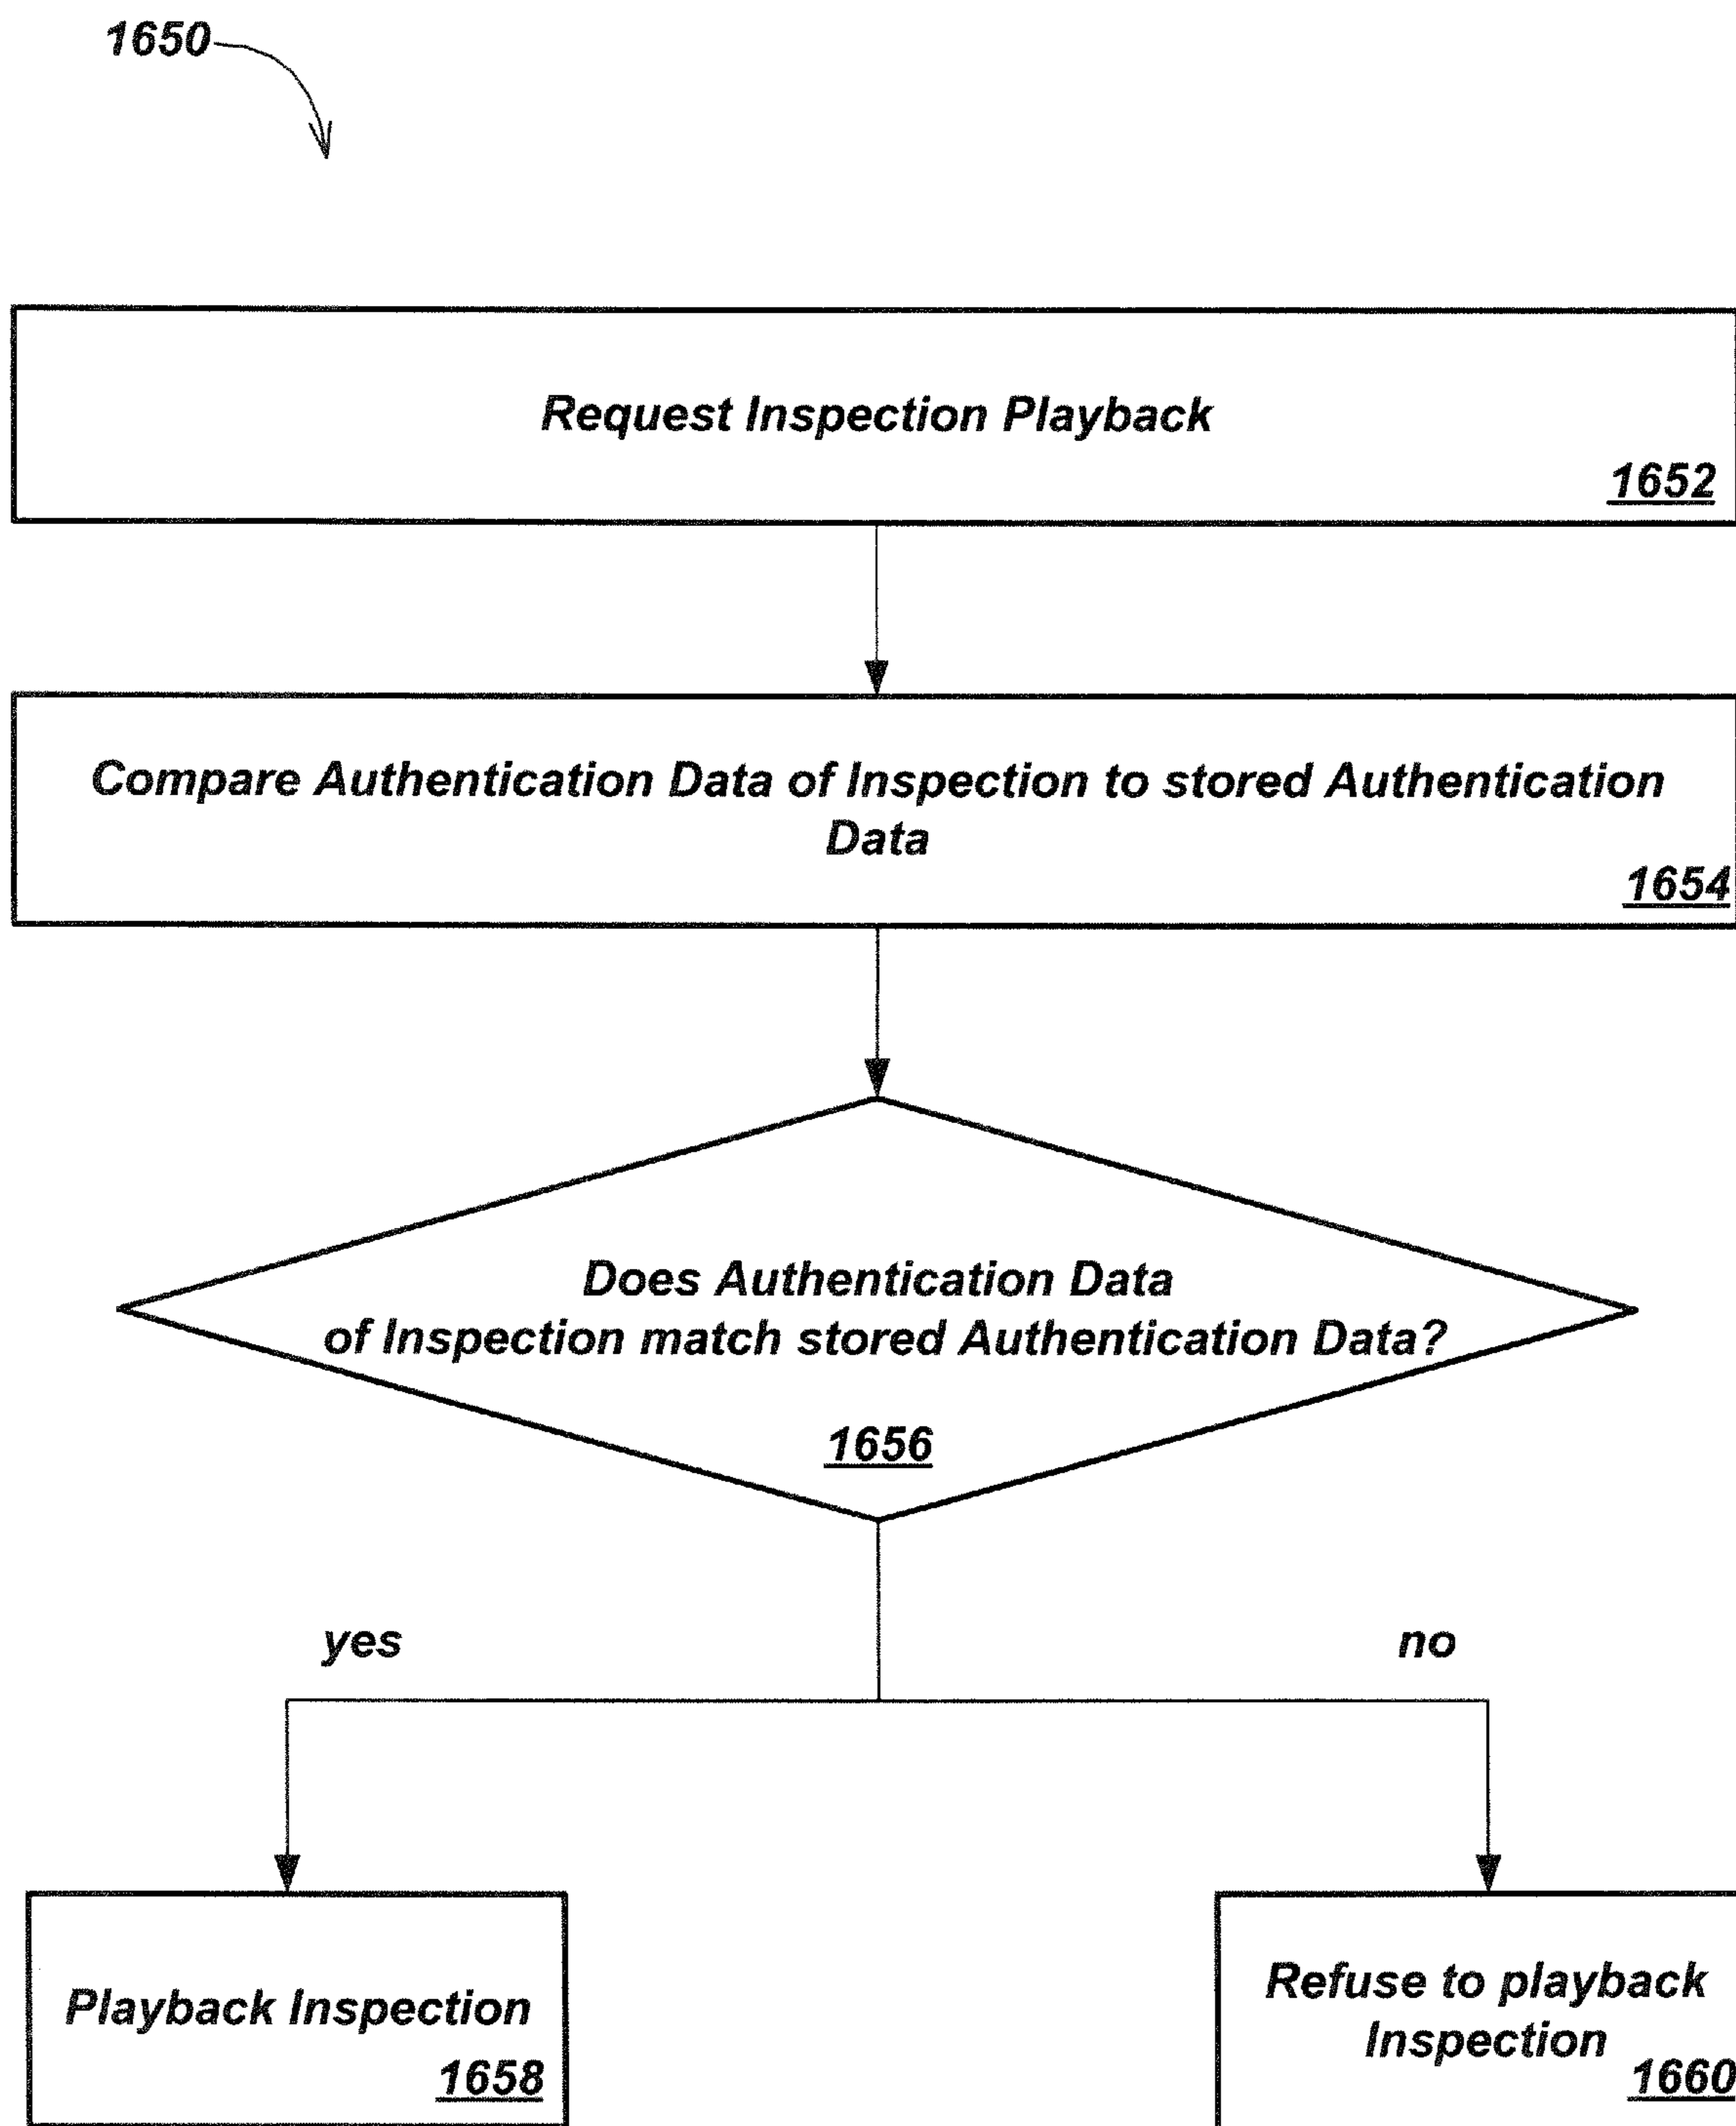 1650
Request Inspection Playback
1652
Compare Authentication Data of Inspection to stored Authentication
Data
1654
Does Authentication Data
of Inspection match stored Authentication Data?
1656
yes
no
Playback Inspection
1658
Refuse to playback
Inspection
1660